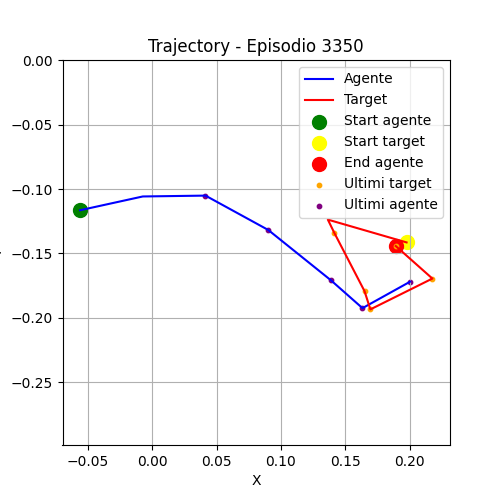 Trajectory - Episodio 3350
0.00
−0.05
−0.10
−0.15
−0.20
−0.25
−0.05
0.00
0.05
0.10
0.15
0.20
X
Agente
Target
Start agente
Start target
End agente
Ultimi target
Ultimi agente